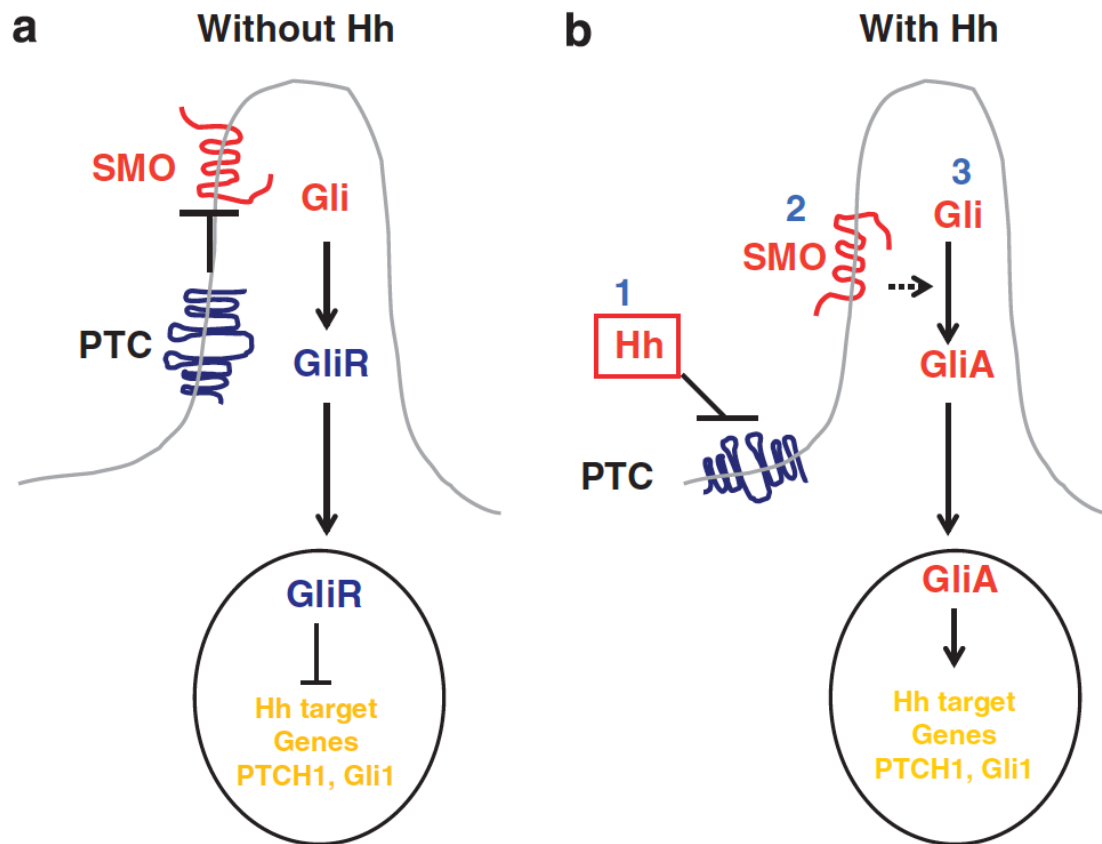 a
Without Hh
SMO
Gli
PTC
GliR
GliR
Hh target
Genes
PTCH1, Gli1
b
With Hh
3
2
Gli
SMO
1
Hh
GliA
PTC
GliA
Hh target
Genes
PTCH1, Gli1